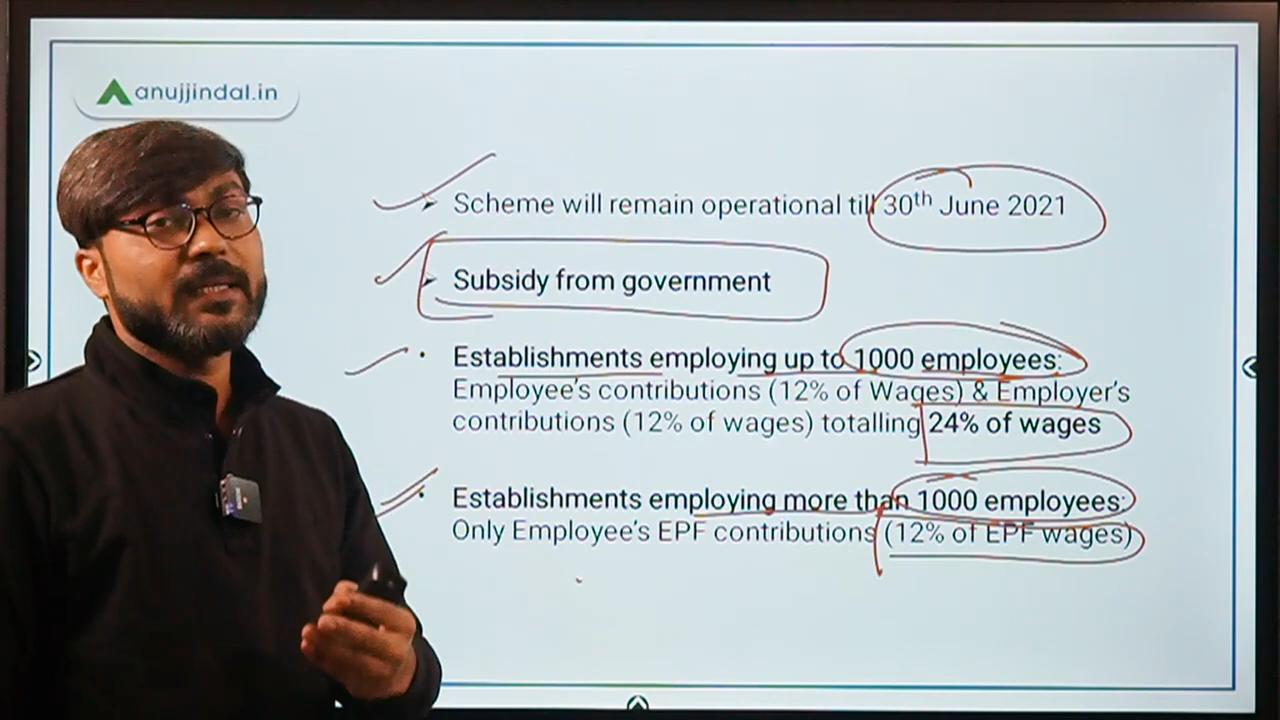 anujjindal.in
Scheme will remain operational till 30th June 2021
Subsidy from government
Establishments employing up to 1000 employees:
Employee's contributions (12% of Wages) & Employer's
contributions (12% of wages) totalling 24% of wages
Establishments employing more than 1000 employees:
Only Employee's EPF contributions (12% of EPF wages)